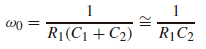 ω0 = 1/(R1(C1 + C2)) ≅ 1/(R1C2)